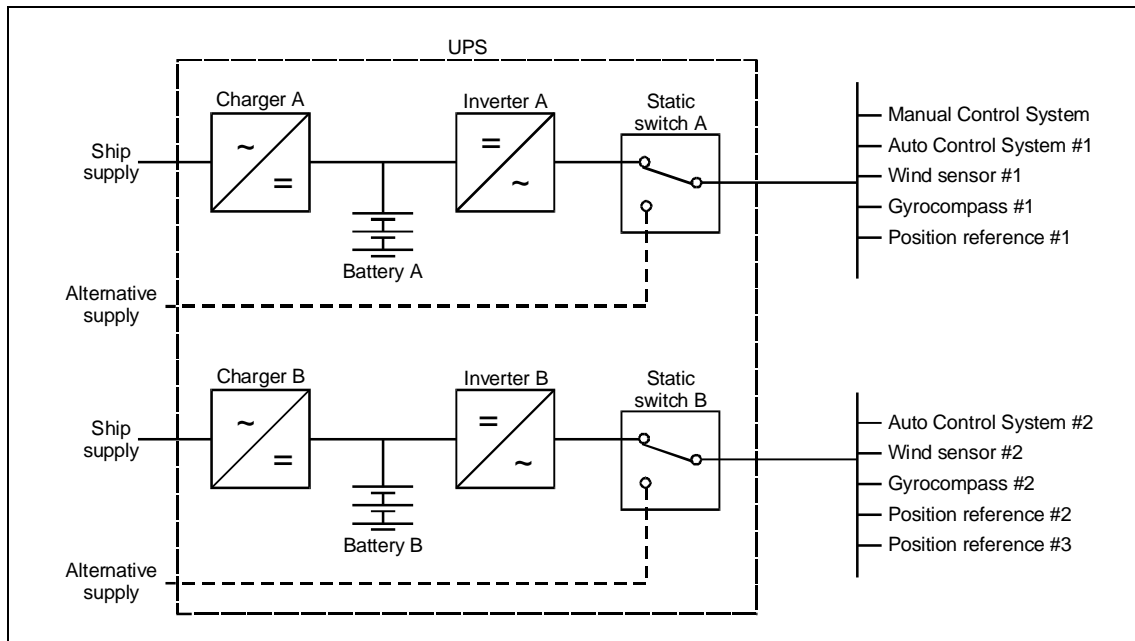 UPS
Charger A
Inverter A
Static
switch A
Ship
supply
~
=
=
~
Battery A
Alternative
supply
Manual Control System
Auto Control System #1
Wind sensor #1
Gyrocompass #1
Position reference #1
Charger B
Inverter B
Static
switch B
Ship
supply
~
=
=
~
Battery B
Alternative
supply
Auto Control System #2
Wind sensor #2
Gyrocompass #2
Position reference #2
Position reference #3